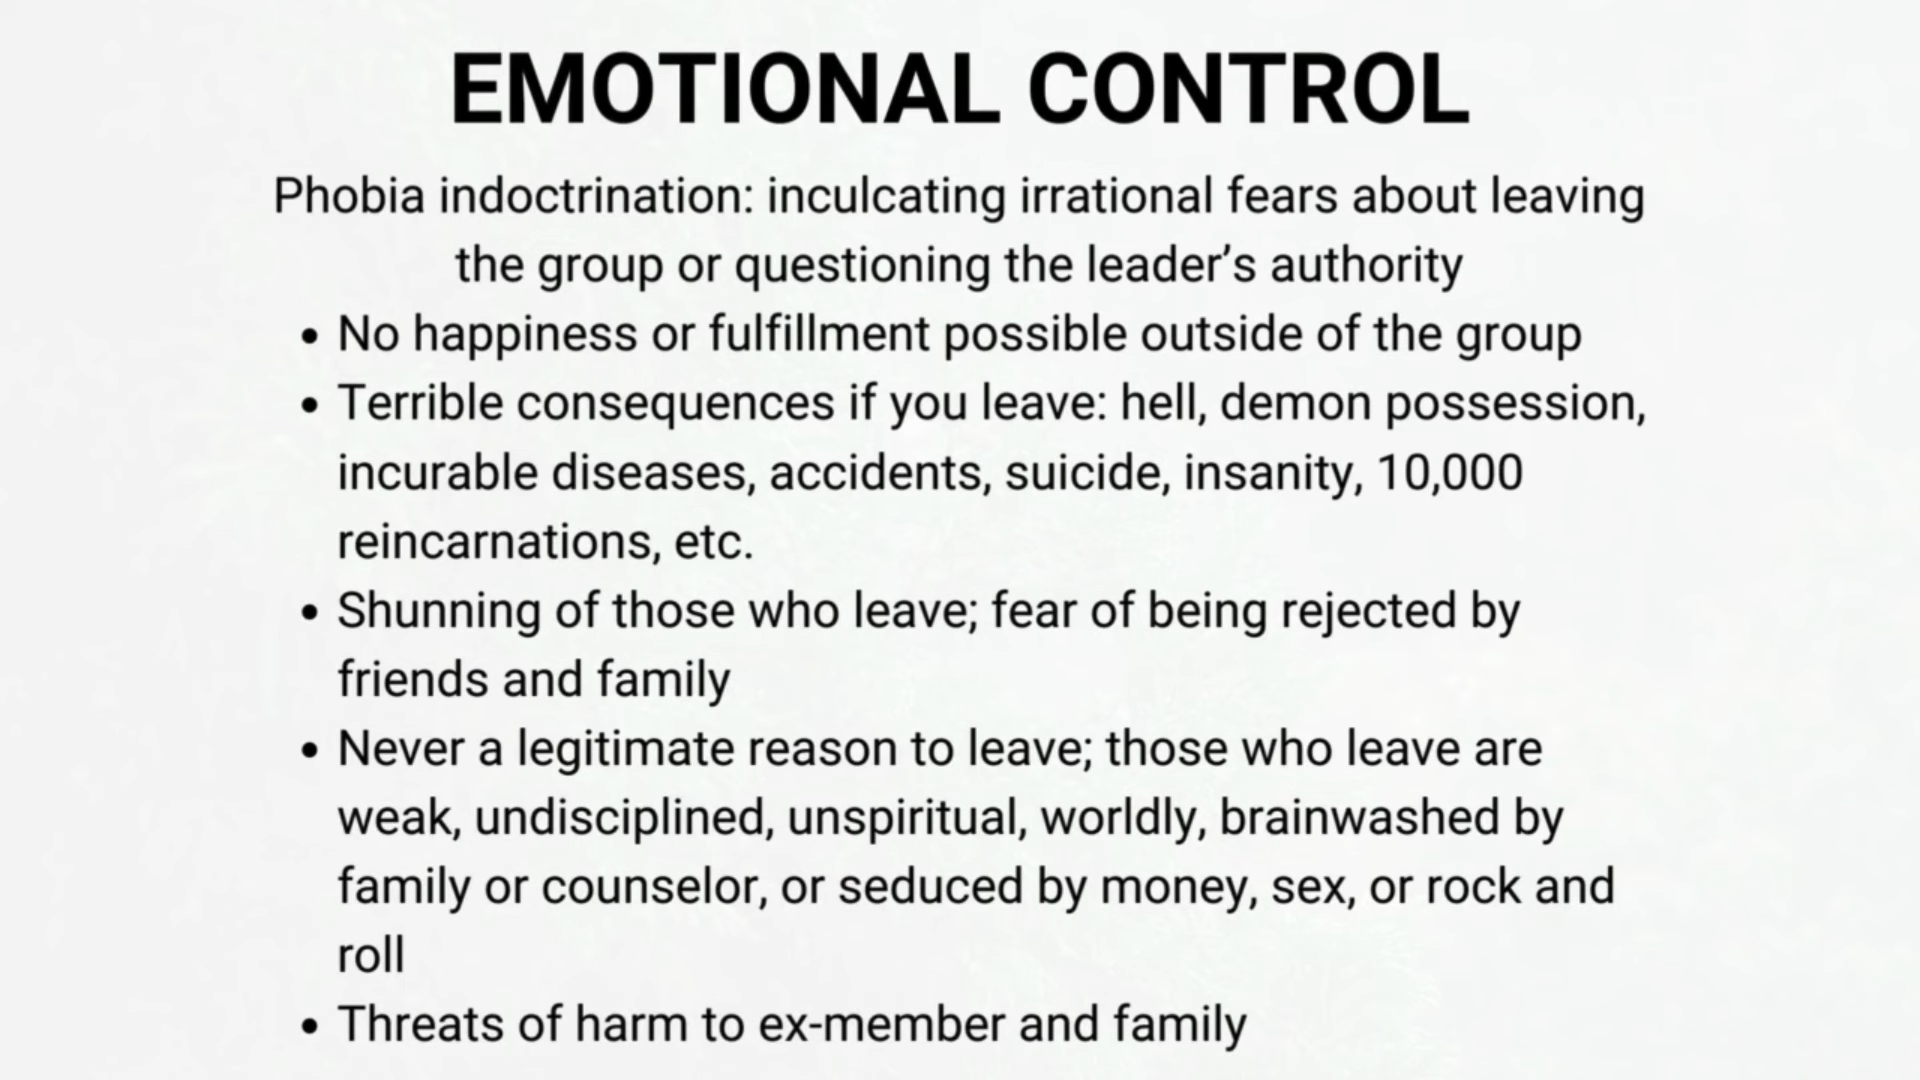 EMOTIONAL CONTROL
Phobia indoctrination: inculcating irrational fears about leaving
the group or questioning the leader’s authority
• No happiness or fulfillment possible outside of the group
• Terrible consequences if you leave: hell, demon possession,
incurable diseases, accidents, suicide, insanity, 10,000
reincarnations, etc.
• Shunning of those who leave; fear of being rejected by
friends and family
• Never a legitimate reason to leave; those who leave are
weak, undisciplined, unspiritual, worldly, brainwashed by
family or counselor, or seduced by money, sex, or rock and
roll
• Threats of harm to ex-member and family